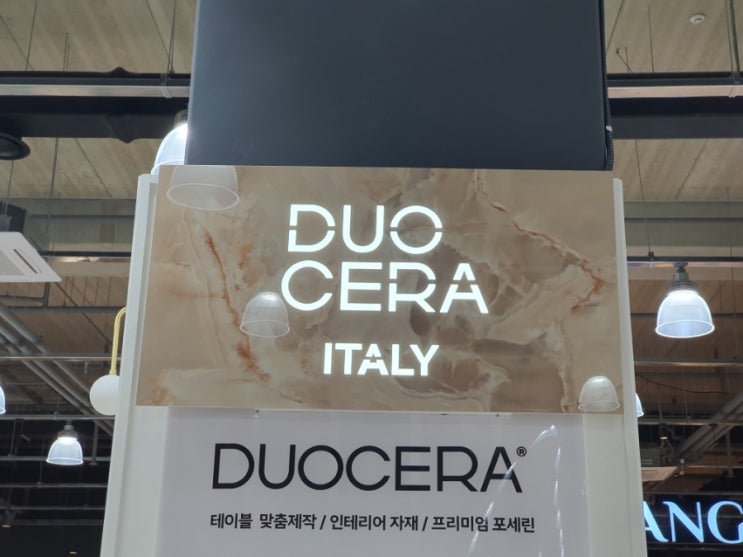 DUO
CERA
ITALY
DUOCERA®
테이블 맞춤제작 / 인테리어 자재 / 프리미엄 포세린
ANG